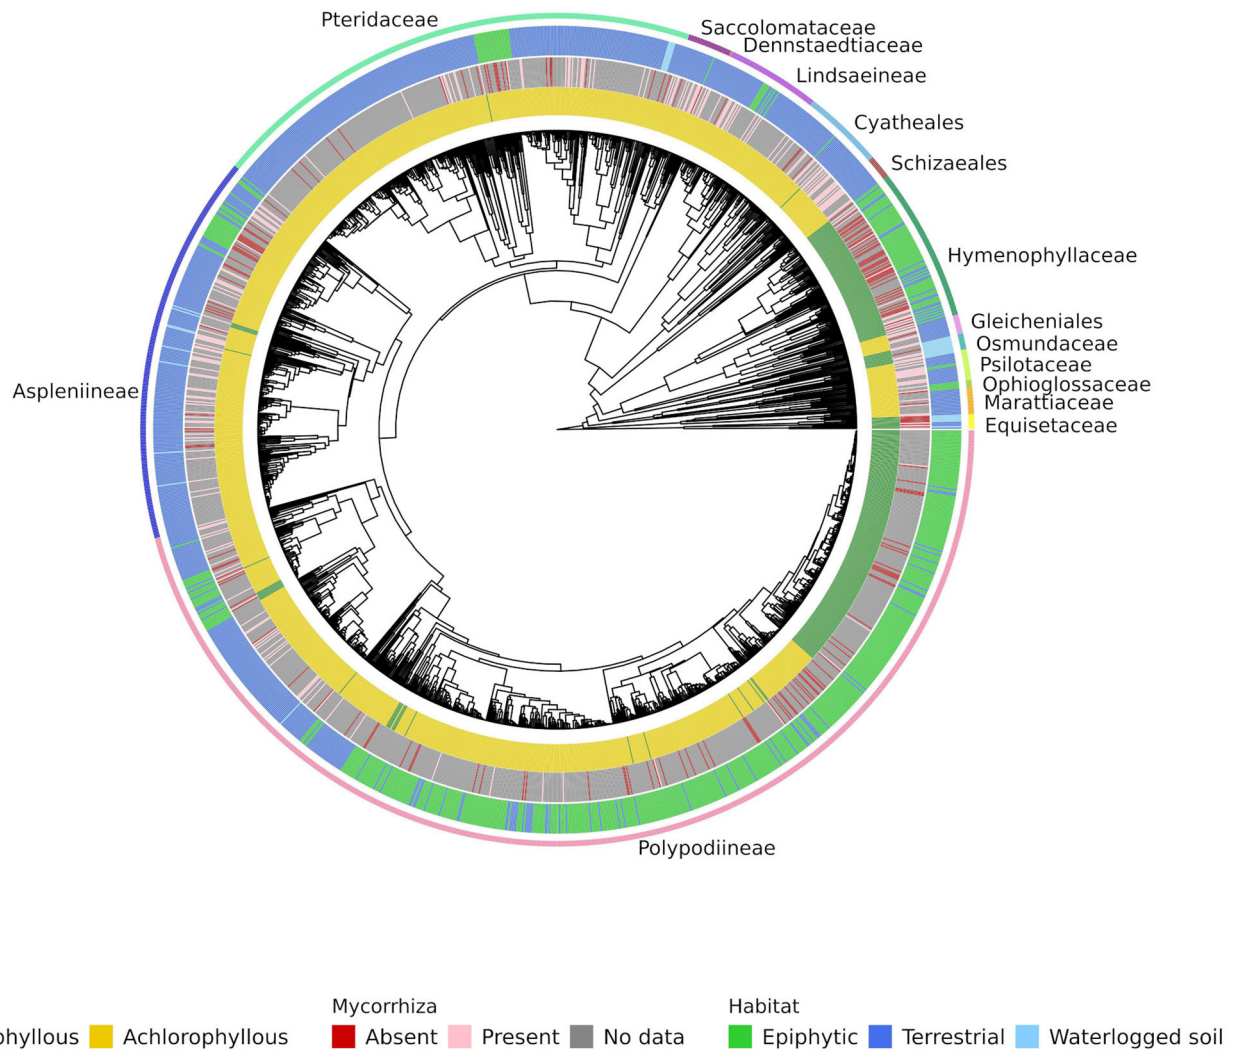 Pteridaceae
Saccolomataceae
Dennstaedtiaceae
Lindsaeineae
Cyatheales
Schizaeales
Hymenophyllaceae
Gleicheniales
Osmundaceae
Psilotaceae
Ophioglossaceae
Marattiaceae
Equisetaceae
Aspleniineae
Polypodiineae
Mycorrhiza
Habitat
phyllous Achlorophyllous Absent Present No data Epiphytic Terrestrial Waterlogged soil